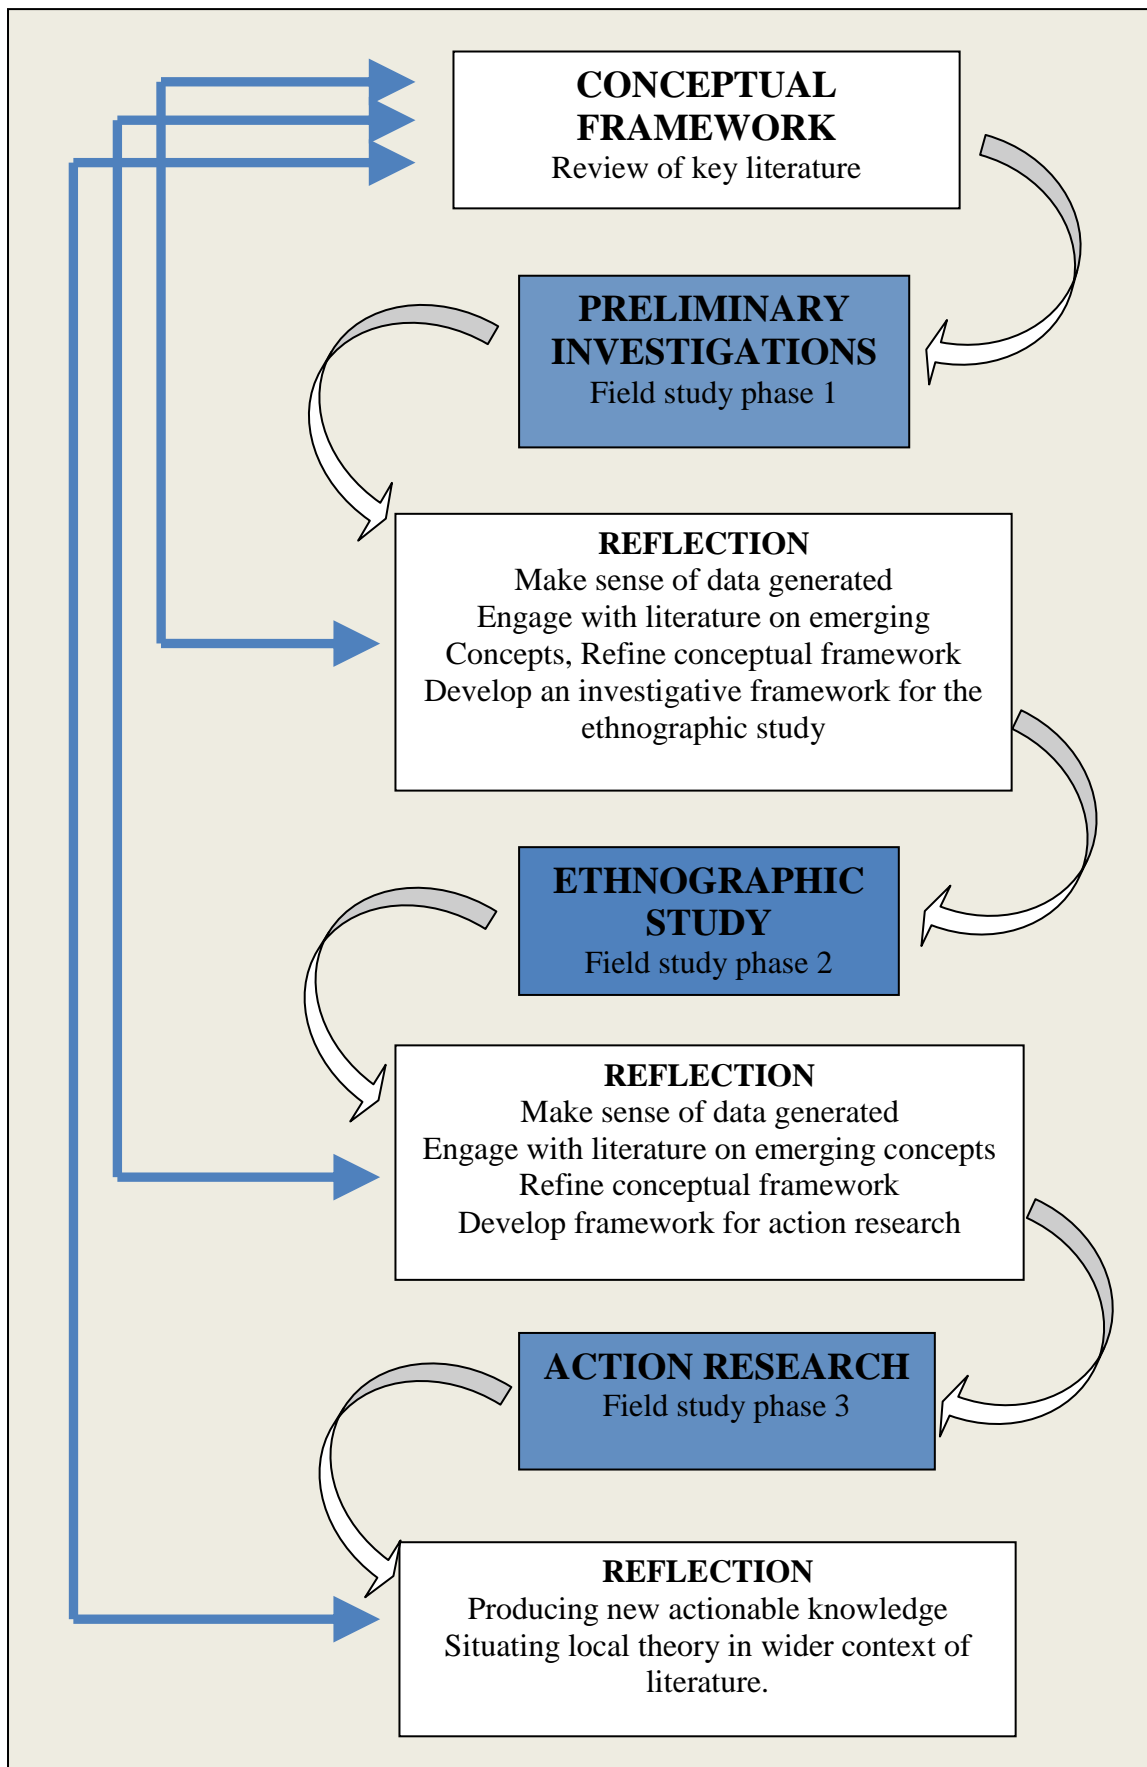 CONCEPTUAL
FRAMEWORK
Review of key literature
PRELIMINARY
INVESTIGATIONS
Field study phase 1
REFLECTION
Make sense of data generated
Engage with literature on emerging
Concepts, Refine conceptual framework
Develop an investigative framework for the
ethnographic study
ETHNOGRAPHIC
STUDY
Field study phase 2
REFLECTION
Make sense of data generated
Engage with literature on emerging concepts
Refine conceptual framework
Develop framework for action research
ACTION RESEARCH
Field study phase 3
REFLECTION
Producing new actionable knowledge
Situating local theory in wider context of
literature.